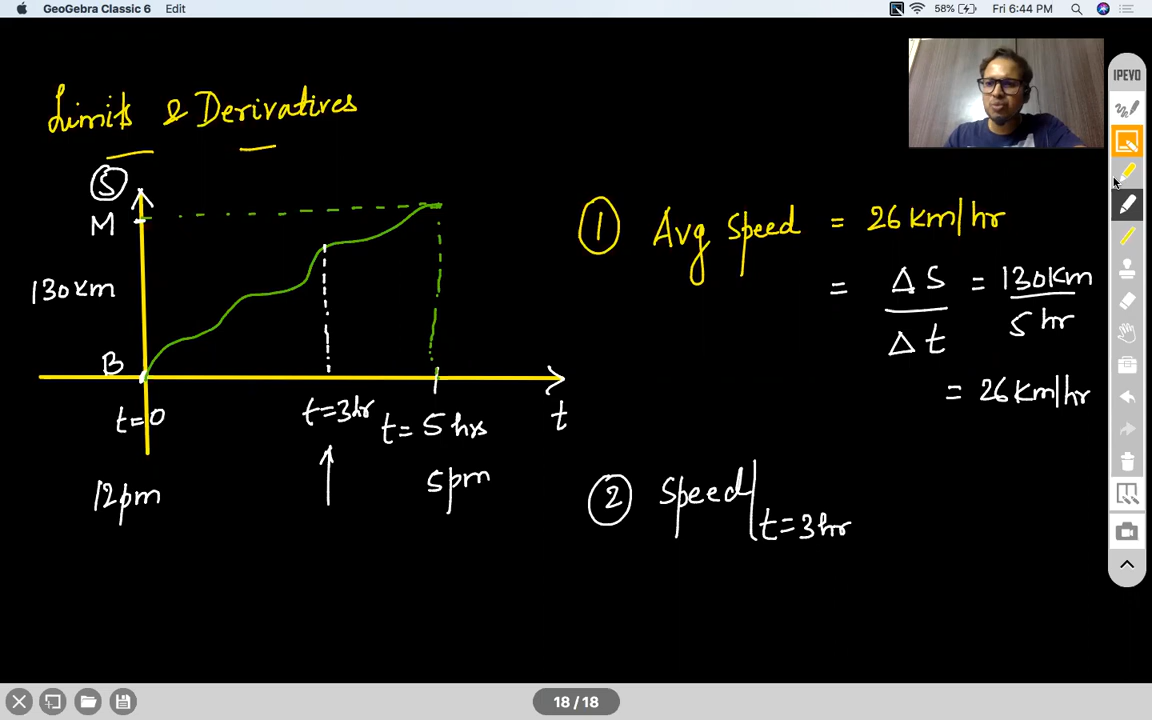 GeoGebra Classic 6 Edit
58% Fri 6:44 PM
IPEVO
Limits & Derivatives
S
M
130km
B
t=0
t=3hr
t= 5 hrs
t
12pm
5pm
1 Avg Speed = 26 km/hr
= ΔS/Δt = 130km/5 hr
= 26 Km/hr
2 Speed|t=3hr
18 / 18